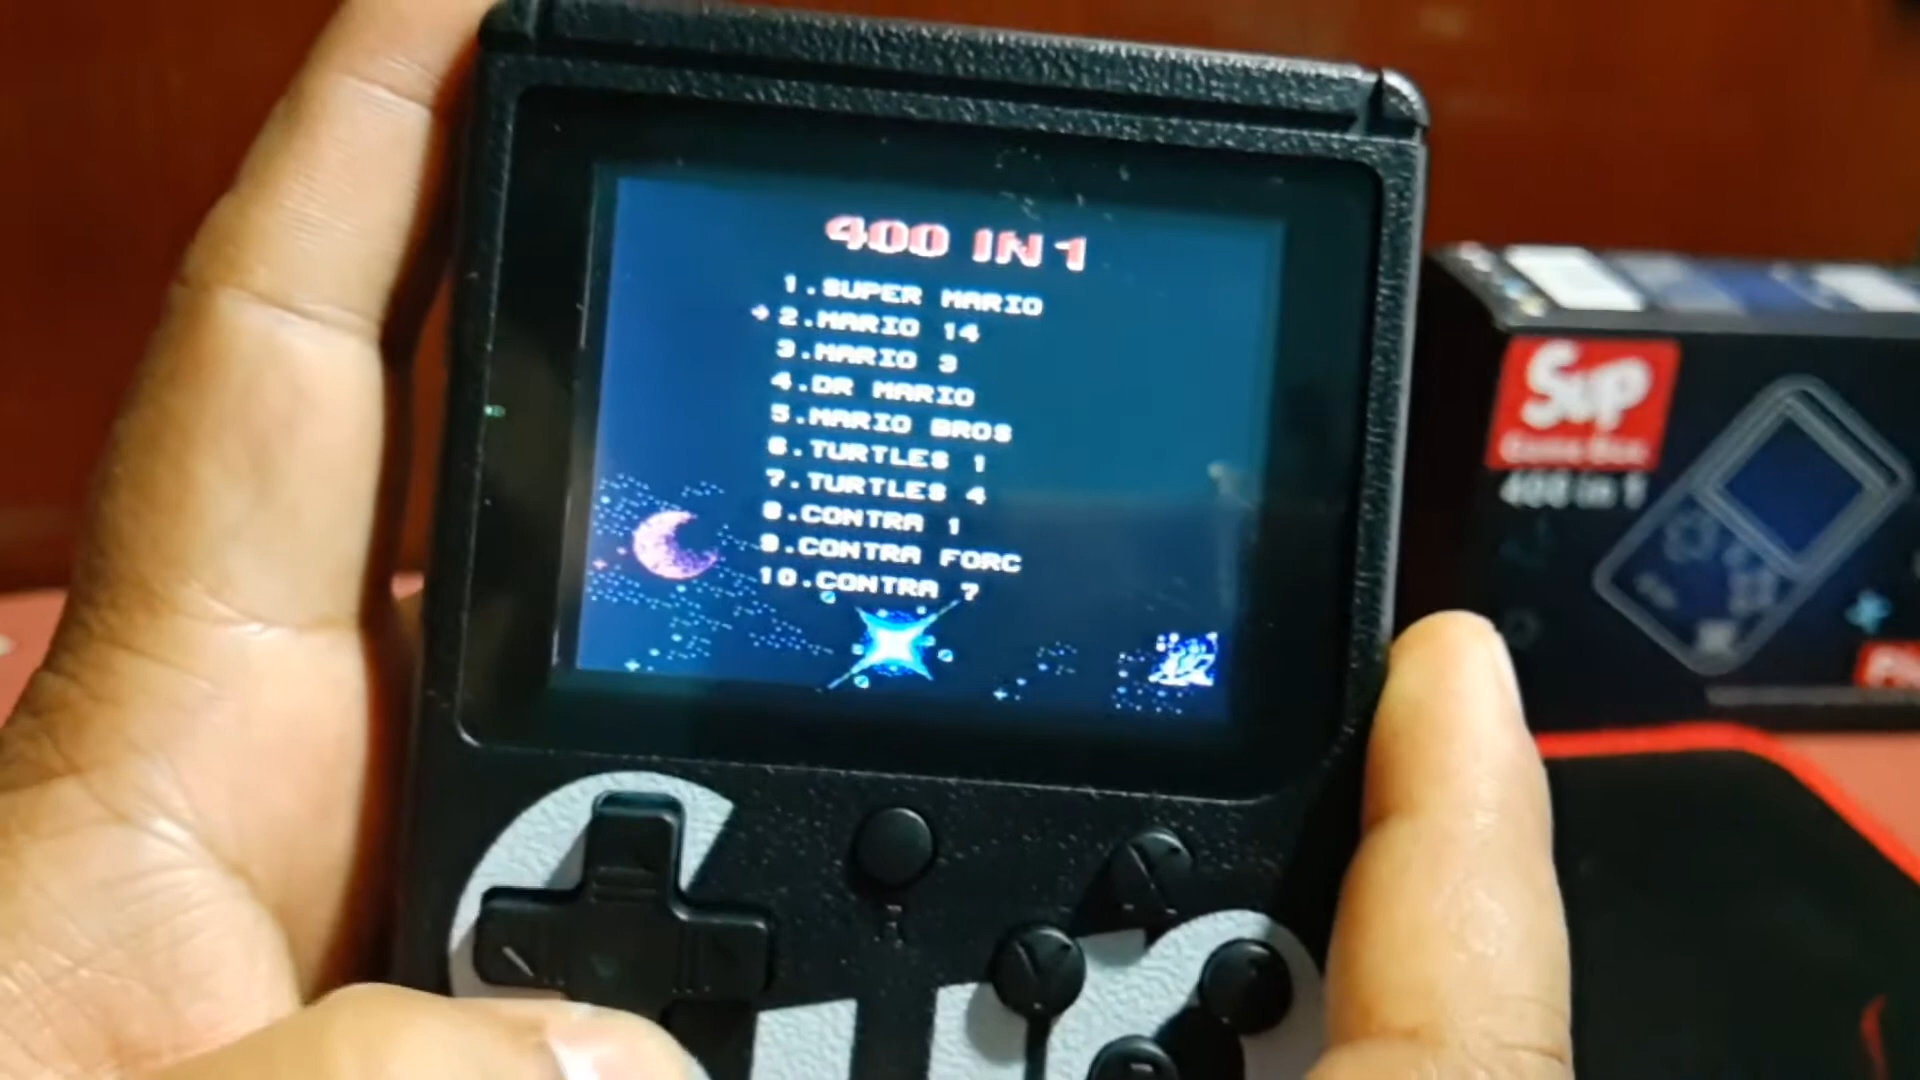 400 IN 1
1.SUPER MARIO
2.MARIO 14
3.MARIO 3
4.DR MARIO
5.MARIO BROS
6.TURTLES 1
7.TURTLES 4
8.CONTRA 1
9.CONTRA FORC
10.CONTRA 7
Sup
400 in 1
X
Y